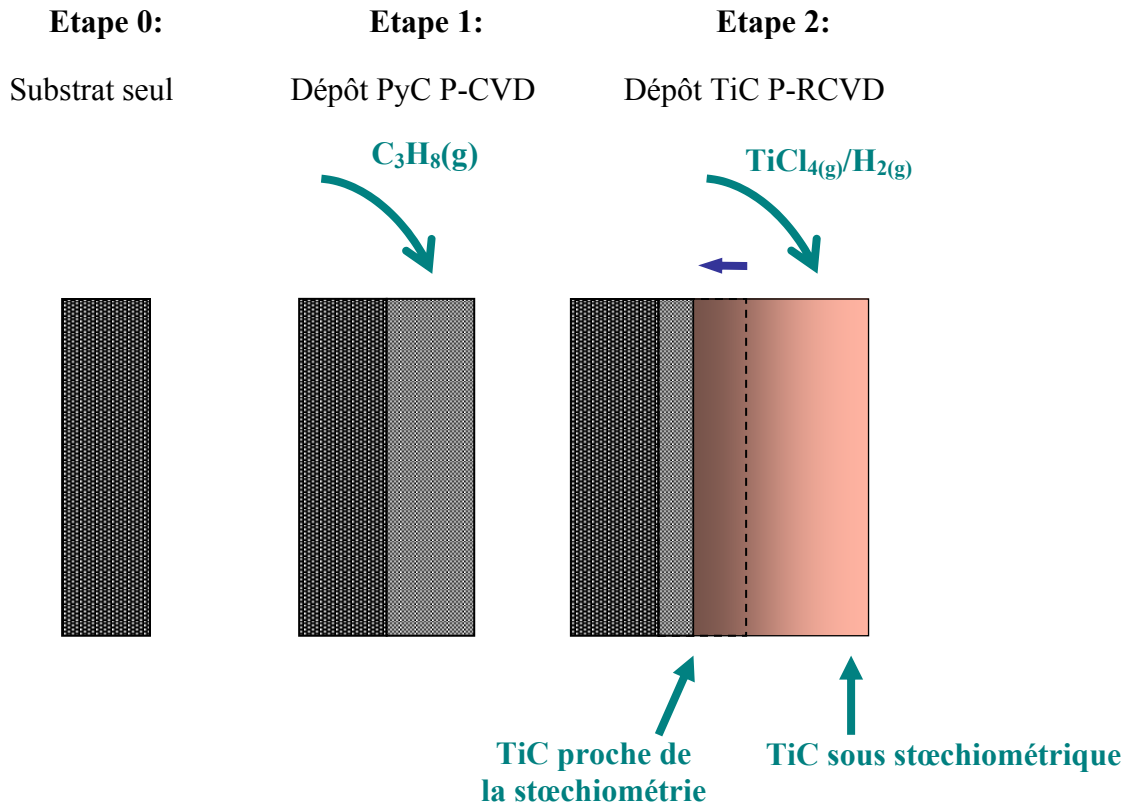 Etape 0:
Etape 1:
Etape 2:
Substrat seul
Dépôt PyC P-CVD
Dépôt TiC P-RCVD
C₃H₈(g)
TiCl₄(g)/H₂(g)
TiC proche de
la stœchiométrie
TiC sous stœchiométrique